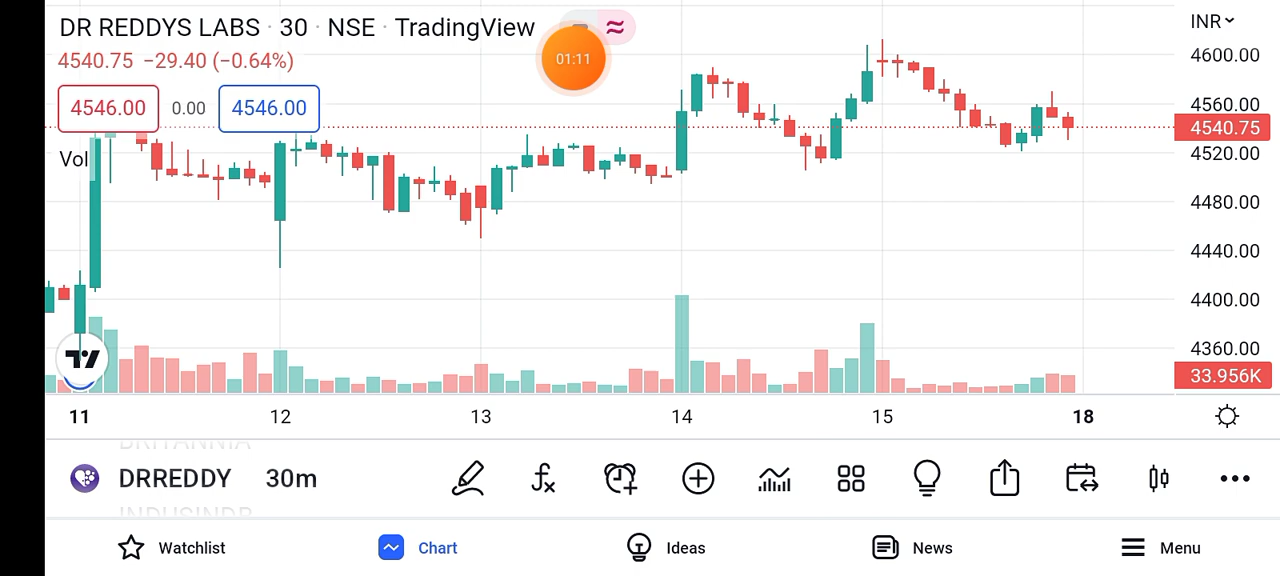 DR REDDYS LABS · 30 · NSE · TradingView
INR
01:11
4540.75 −29.40 (−0.64%)
4546.00 0.00 4546.00
Vol
4600.00
4560.00
4540.75
4520.00
4480.00
4440.00
4400.00
4360.00
33.956K
11 12 13 14 15 18
BRITANNIA
DRREDDY 30m
INDUSINDB
Watchlist Chart Ideas News Menu